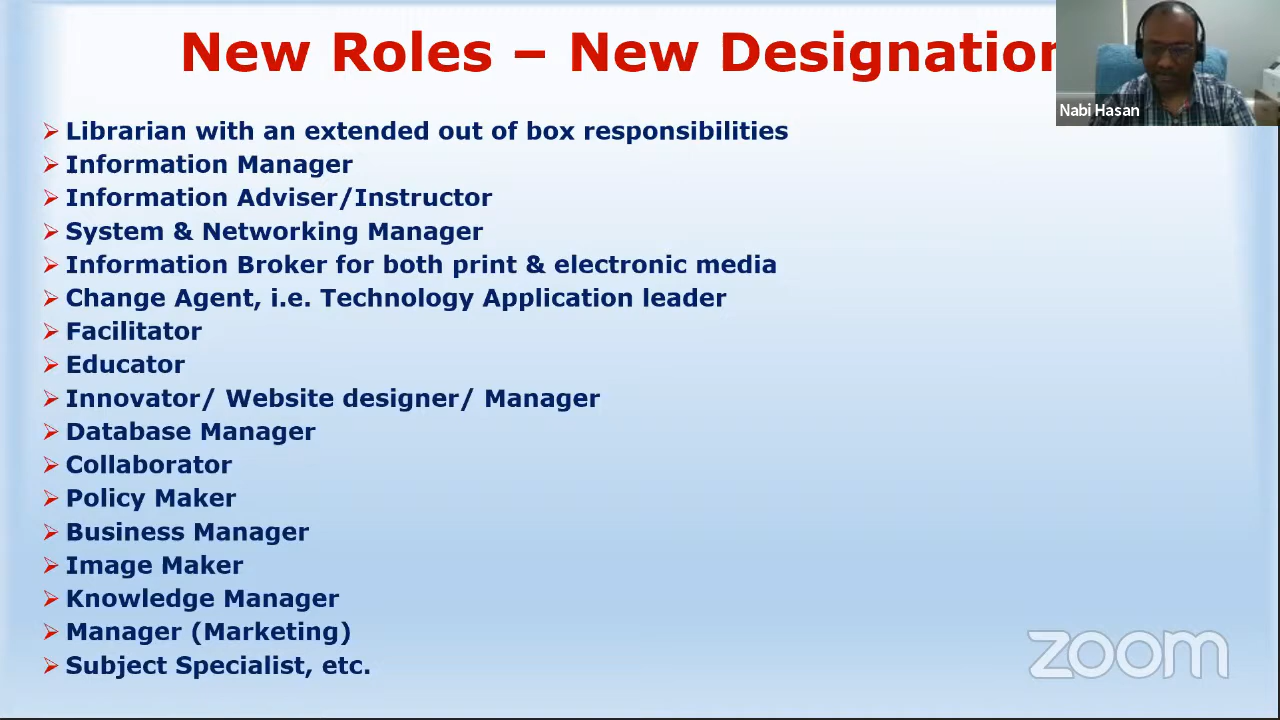 New Roles – New Designation
Nabi Hasan
➢ Librarian with an extended out of box responsibilities
➢ Information Manager
➢ Information Adviser/Instructor
➢ System & Networking Manager
➢ Information Broker for both print & electronic media
➢ Change Agent, i.e. Technology Application leader
➢ Facilitator
➢ Educator
➢ Innovator/ Website designer/ Manager
➢ Database Manager
➢ Collaborator
➢ Policy Maker
➢ Business Manager
➢ Image Maker
➢ Knowledge Manager
➢ Manager (Marketing)
➢ Subject Specialist, etc.
zoom